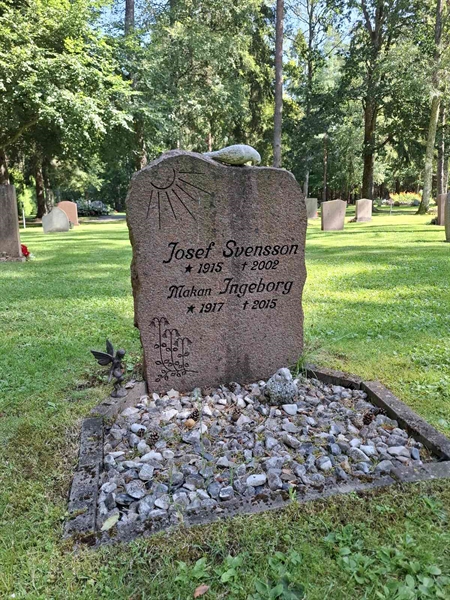 Josef Svensson
★ 1915 † 2002
Makan Ingeborg
★ 1917 † 2015